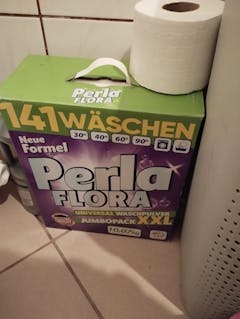 Perla
FLORA
141 WÄSCHEN
Neue
Formel
30° 40° 60° 90°
Perla
FLORA
UNIVERSAL WASCHPULVER
JUMBOPACK XXL
10.07kg